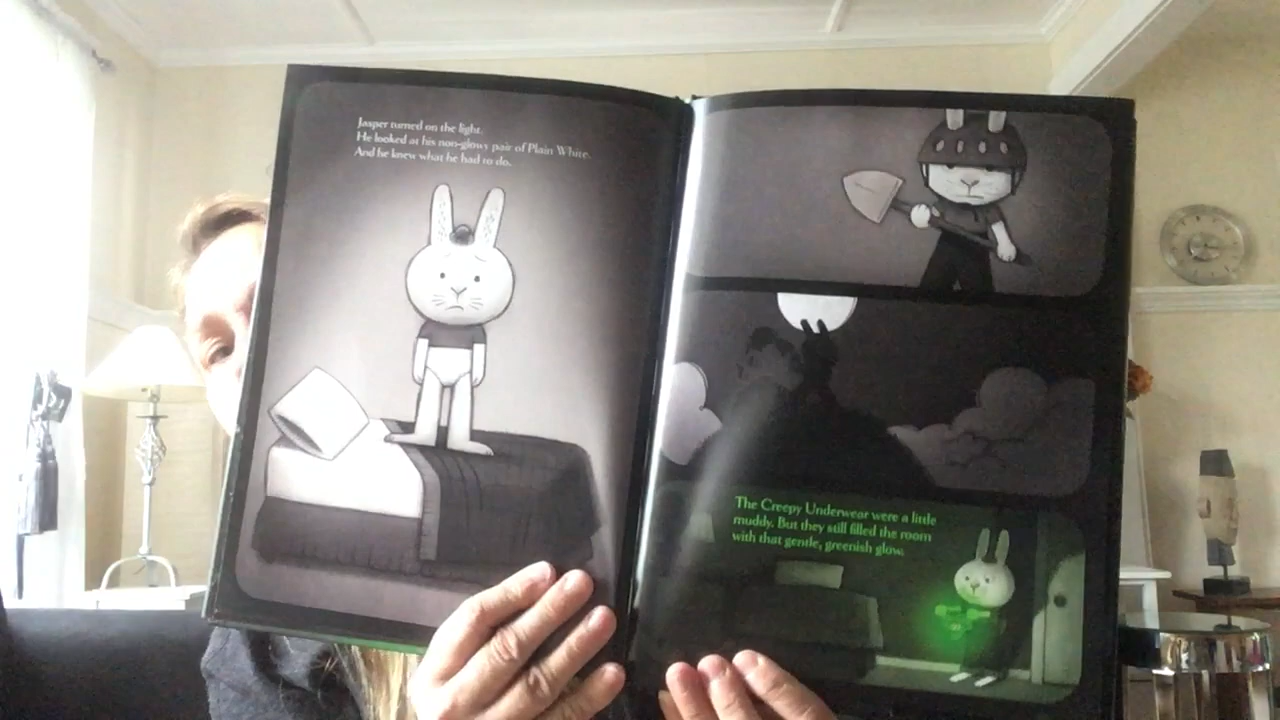 Jasper turned on the light.
He looked at his non-glowy pair of Plain White.
And he knew what he had to do.
The Creepy Underwear were a little
muddy. But they still filled the room
with that gentle, greenish glow.